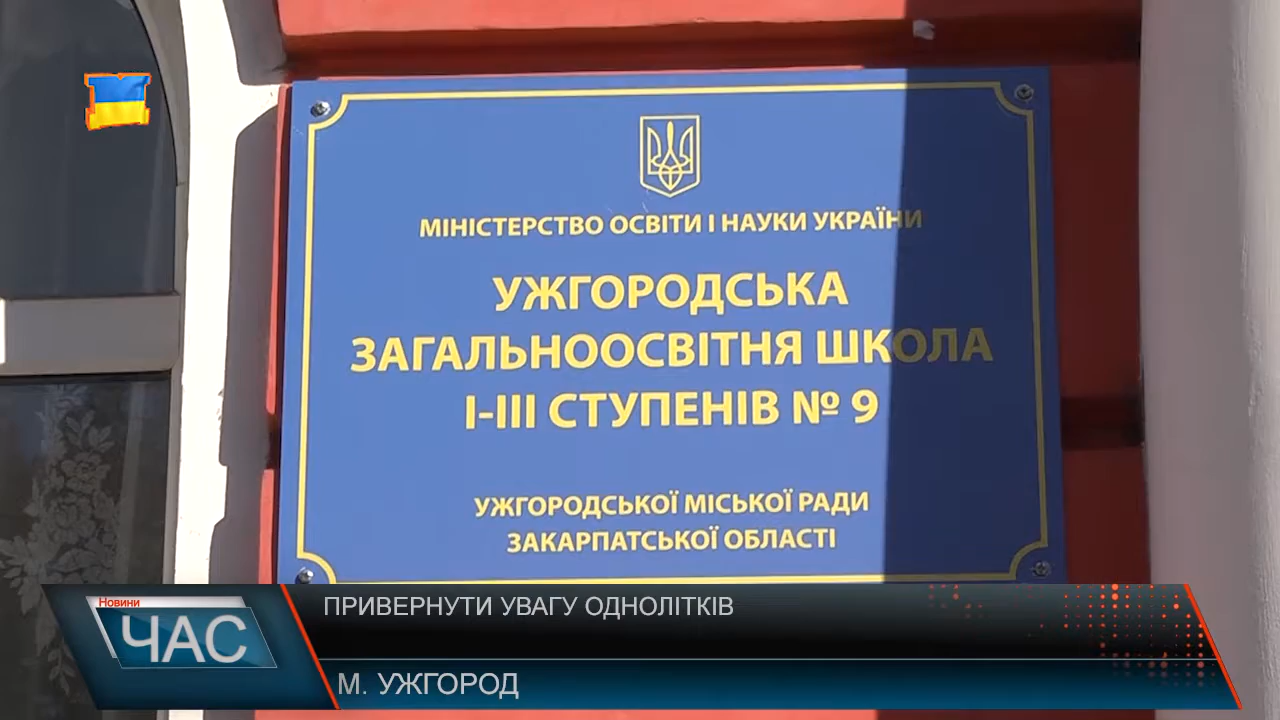 МІНІСТЕРСТВО ОСВІТИ І НАУКИ УКРАЇНИ
УЖГОРОДСЬКА
ЗАГАЛЬНООСВІТНЯ ШКОЛА
І-ІІІ СТУПЕНІВ № 9
УЖГОРОДСЬКОЇ МІСЬКОЇ РАДИ
ЗАКАРПАТСЬКОЇ ОБЛАСТІ
Новини
ЧАС
ПРИВЕРНУТИ УВАГУ ОДНОЛІТКІВ
М. УЖГОРОД